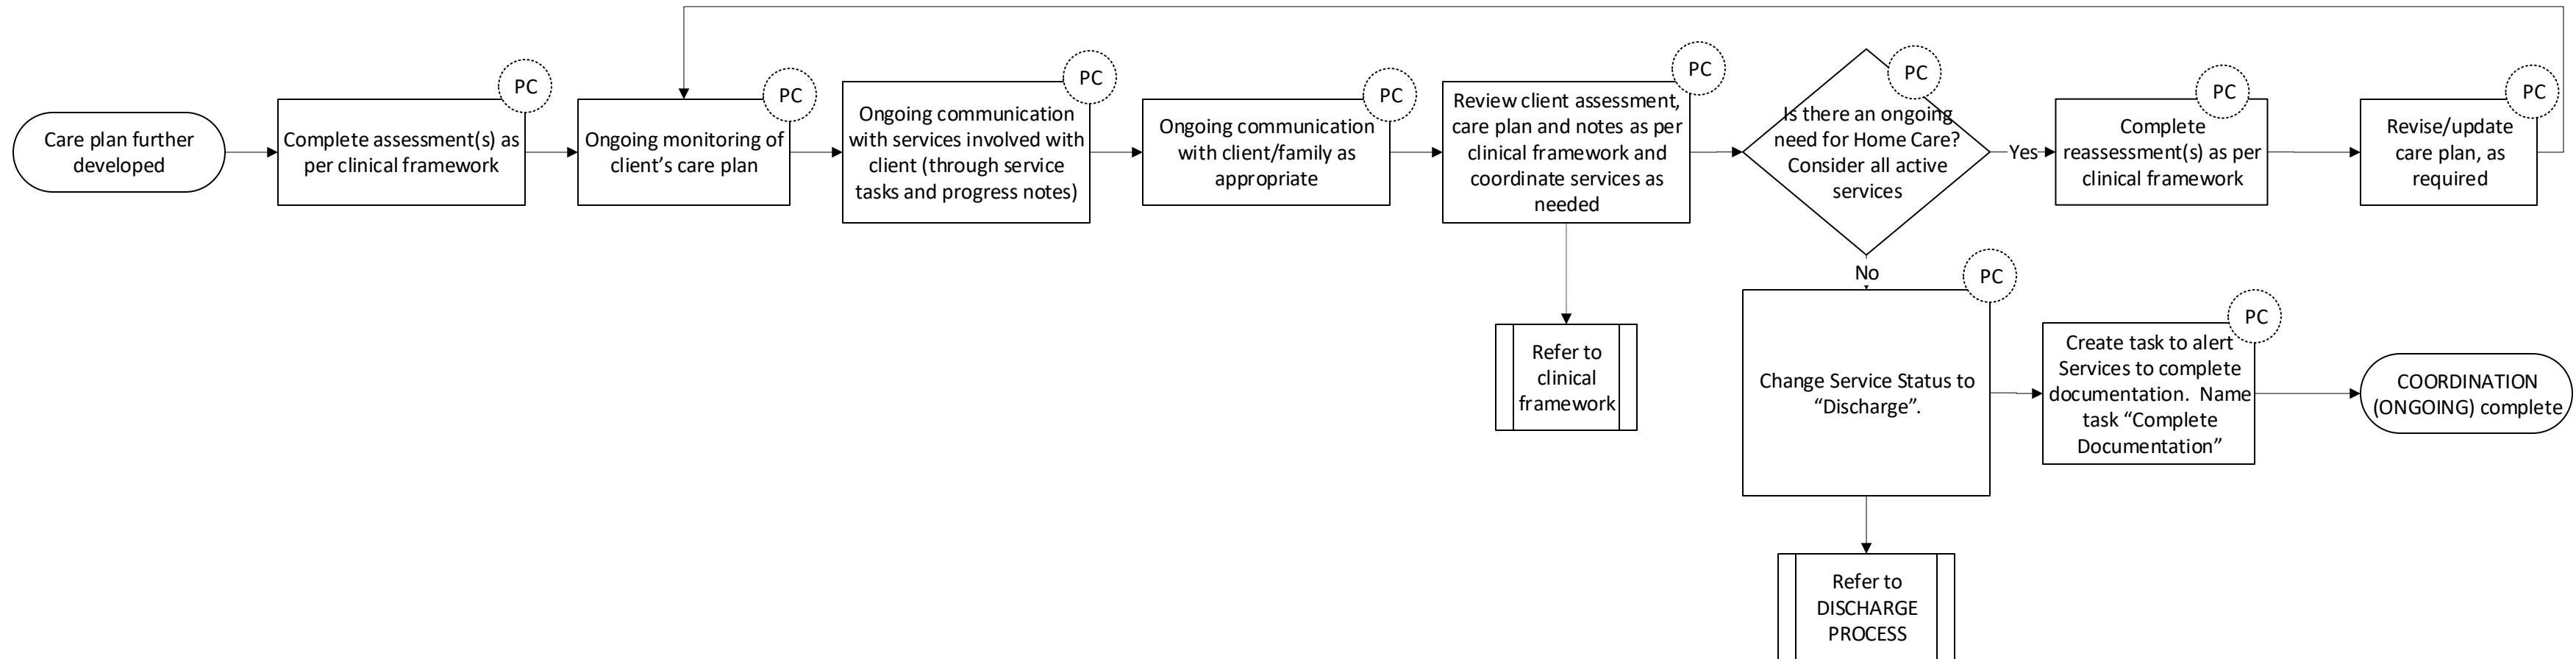 Care plan further
developed
PC
Complete assessment(s) as
per clinical framework
PC
Ongoing monitoring of
client’s care plan
PC
Ongoing communication
with services involved with
client (through service
tasks and progress notes)
PC
Ongoing communication
with client/family as
appropriate
PC
Review client assessment,
care plan and notes as per
clinical framework and
coordinate services as
needed
PC
Is there an ongoing
need for Home Care?
Consider all active
services
Yes
PC
Complete
reassessment(s) as per
clinical framework
PC
Revise/update
care plan, as
required
No
Refer to
clinical
framework
PC
Change Service Status to
“Discharge”.
PC
Create task to alert
Services to complete
documentation.  Name
task “Complete
Documentation”
COORDINATION
(ONGOING) complete
Refer to
DISCHARGE
PROCESS